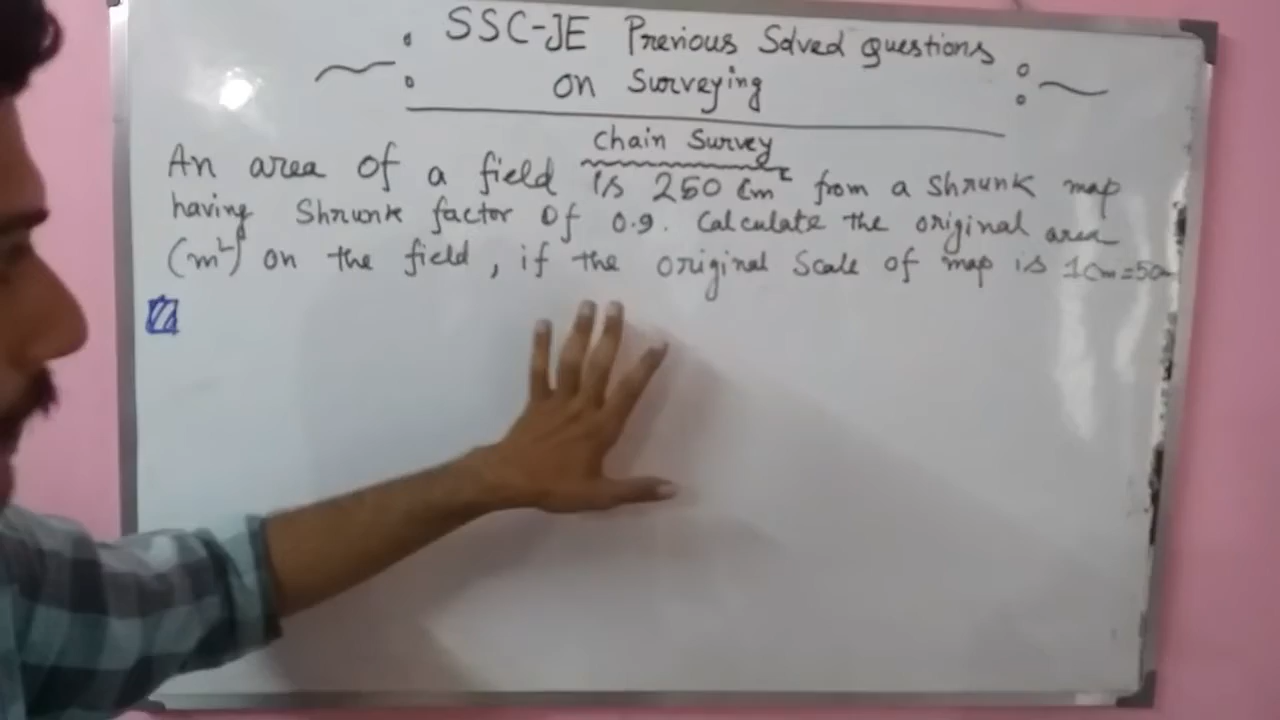 SSC-JE Previous Solved questions
on Surveying
Chain Survey
An area of a field is 250 cm² from a shrunk map
having Shrunk factor of 0.9. Calculate the original area
(m²) on the field, if the original Scale of map is 1cm=50m